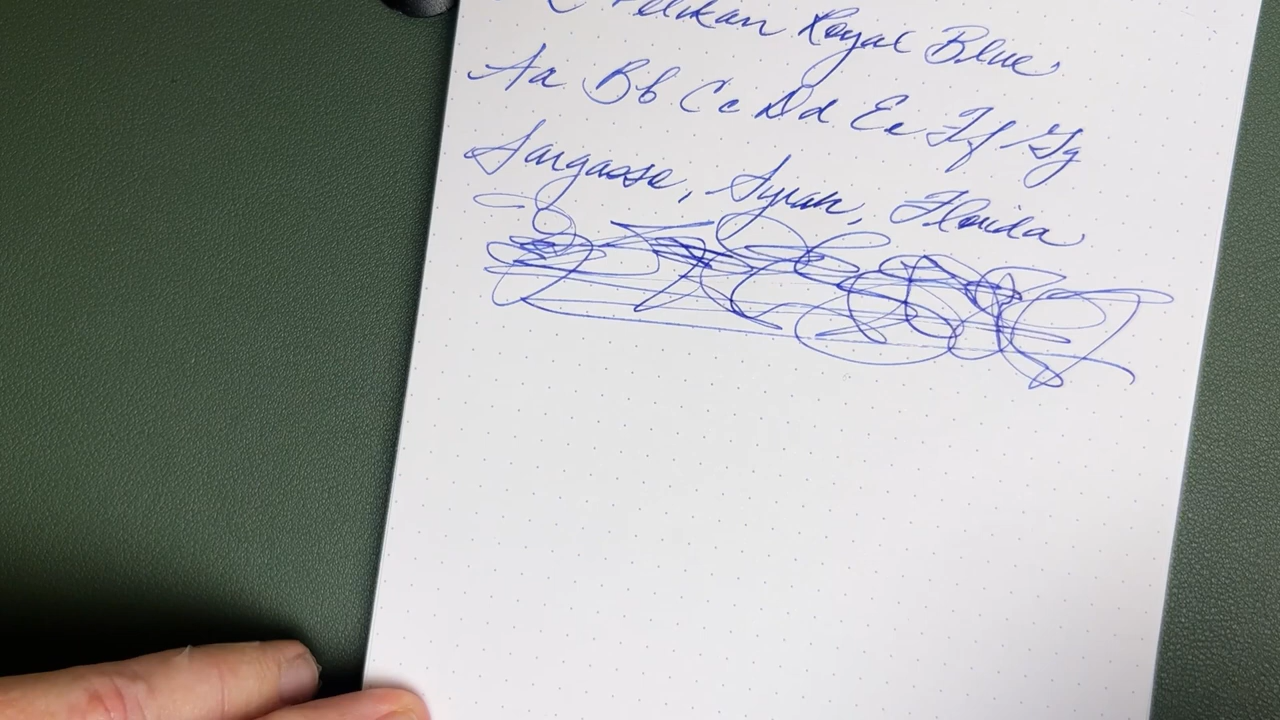 Pelikan Royal Blue
Aa Bb Cc Dd Ee Ff Gg
Sargasso, Syrah, Florida